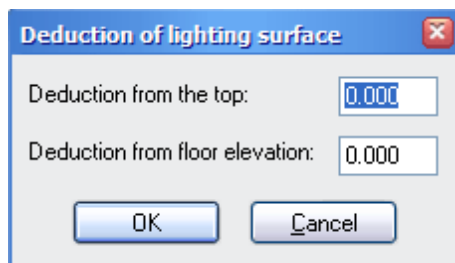 Deduction of lighting surface
Deduction from the top: 0.000
Deduction from floor elevation: 0.000
OK Cancel